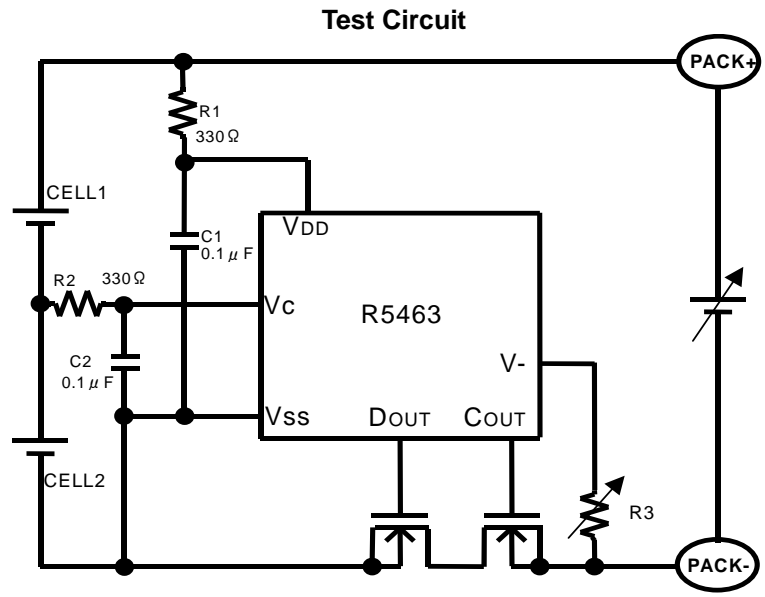 Test Circuit
PACK+
R1
330Ω
CELL1
VDD
C1
0.1μF
R2
330Ω
Vc
R5463
C2
0.1μF
V-
Vss
DOUT
COUT
CELL2
R3
PACK-